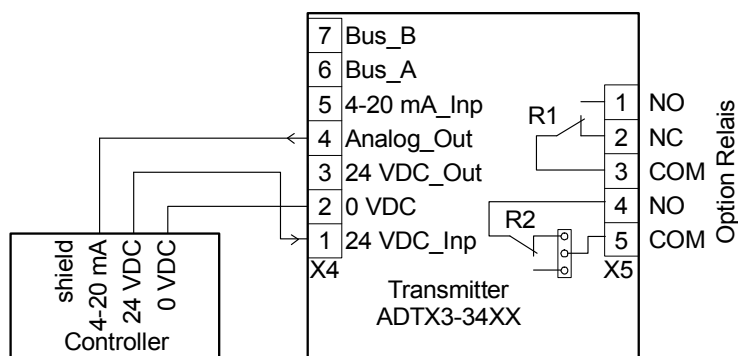 7 Bus_B
6 Bus_A
5 4-20 mA_Inp
4 Analog_Out
3 24 VDC_Out
2 0 VDC
1 24 VDC_Inp
X4
R1
R2
1 NO
2 NC
3 COM
4 NO
5 COM
X5
Option Relais
Transmitter
ADTX3-34XX
shield
4-20 mA
24 VDC
0 VDC
Controller